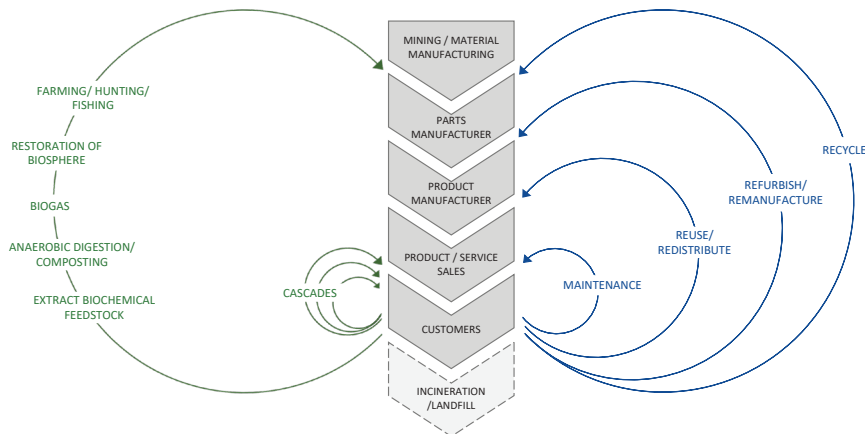 MINING / MATERIAL
MANUFACTURING
PARTS
MANUFACTURER
PRODUCT
MANUFACTURER
PRODUCT / SERVICE
SALES
CUSTOMERS
INCINERATION
/LANDFILL
FARMING/ HUNTING/
FISHING
RESTORATION OF
BIOSPHERE
BIOGAS
ANAEROBIC DIGESTION/
COMPOSTING
EXTRACT BIOCHEMICAL
FEEDSTOCK
CASCADES
MAINTENANCE
REUSE/
REDISTRIBUTE
REFURBISH/
REMANUFACTURE
RECYCLE